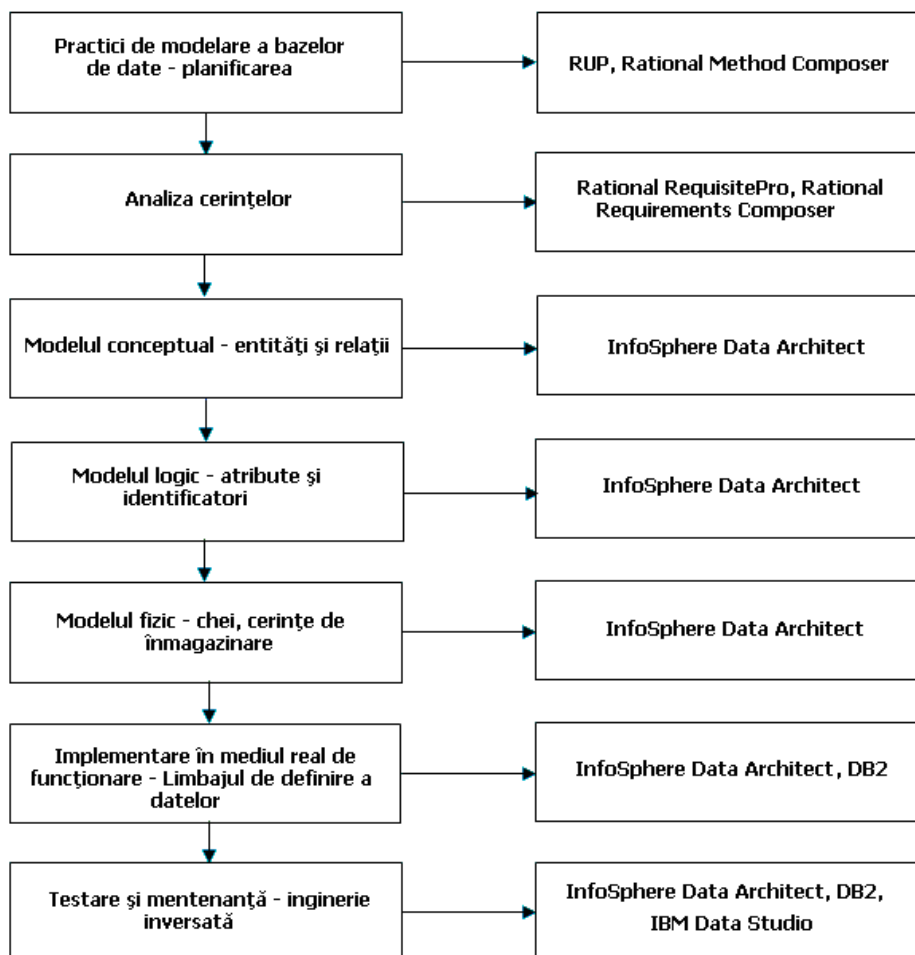 Practici de modelare a bazelor
de date - planificarea
RUP, Rational Method Composer
Analiza cerinţelor
Rational RequisitePro, Rational
Requirements Composer
Modelul conceptual - entităţi şi relaţii
InfoSphere Data Architect
Modelul logic - atribute şi
identificatori
InfoSphere Data Architect
Modelul fizic - chei, cerinţe de
înmagazinare
InfoSphere Data Architect
Implementare în mediul real de
funcţionare - Limbajul de definire a
datelor
InfoSphere Data Architect, DB2
Testare şi mentenanţă - inginerie
inversată
InfoSphere Data Architect, DB2,
IBM Data Studio